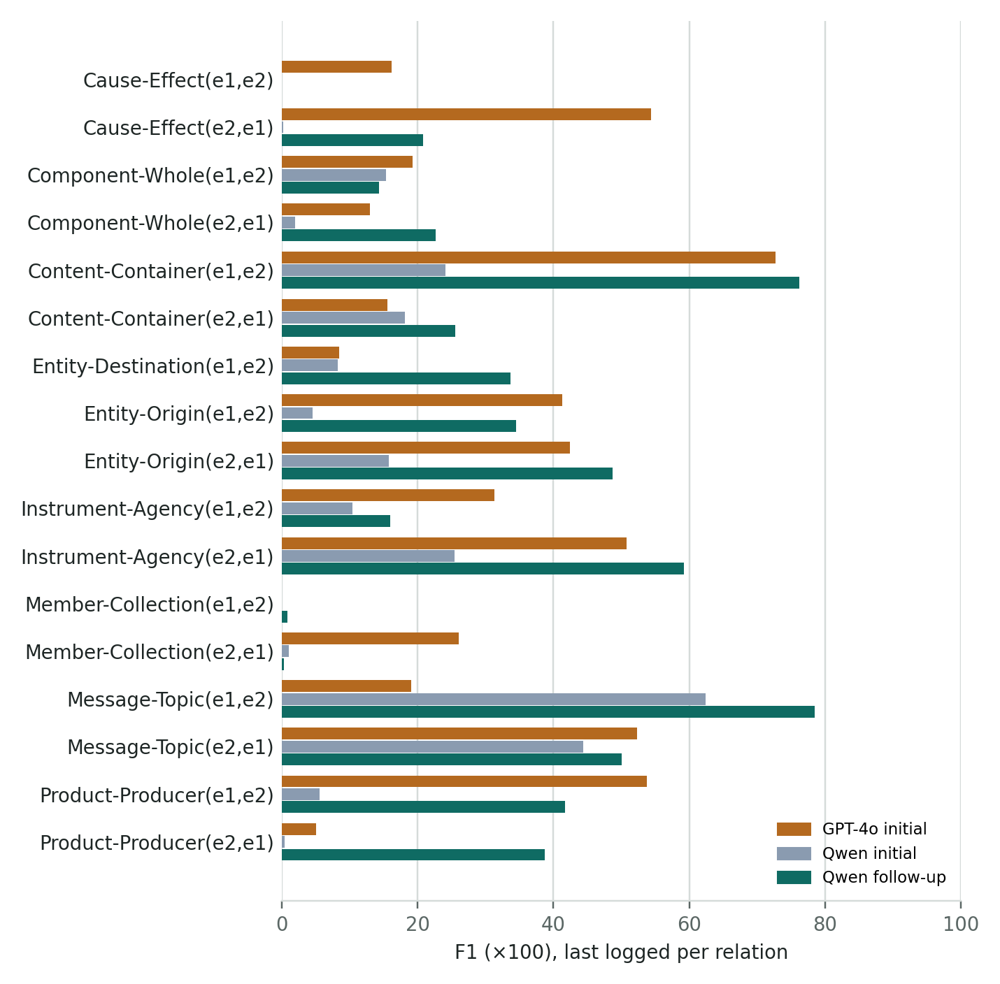 Cause-Effect(e1,e2)
Cause-Effect(e2,e1)
Component-Whole(e1,e2)
Component-Whole(e2,e1)
Content-Container(e1,e2)
Content-Container(e2,e1)
Entity-Destination(e1,e2)
Entity-Origin(e1,e2)
Entity-Origin(e2,e1)
Instrument-Agency(e1,e2)
Instrument-Agency(e2,e1)
Member-Collection(e1,e2)
Member-Collection(e2,e1)
Message-Topic(e1,e2)
Message-Topic(e2,e1)
Product-Producer(e1,e2)
Product-Producer(e2,e1)
GPT-4o initial
Qwen initial
Qwen follow-up
0 20 40 60 80 100
F1 (×100), last logged per relation